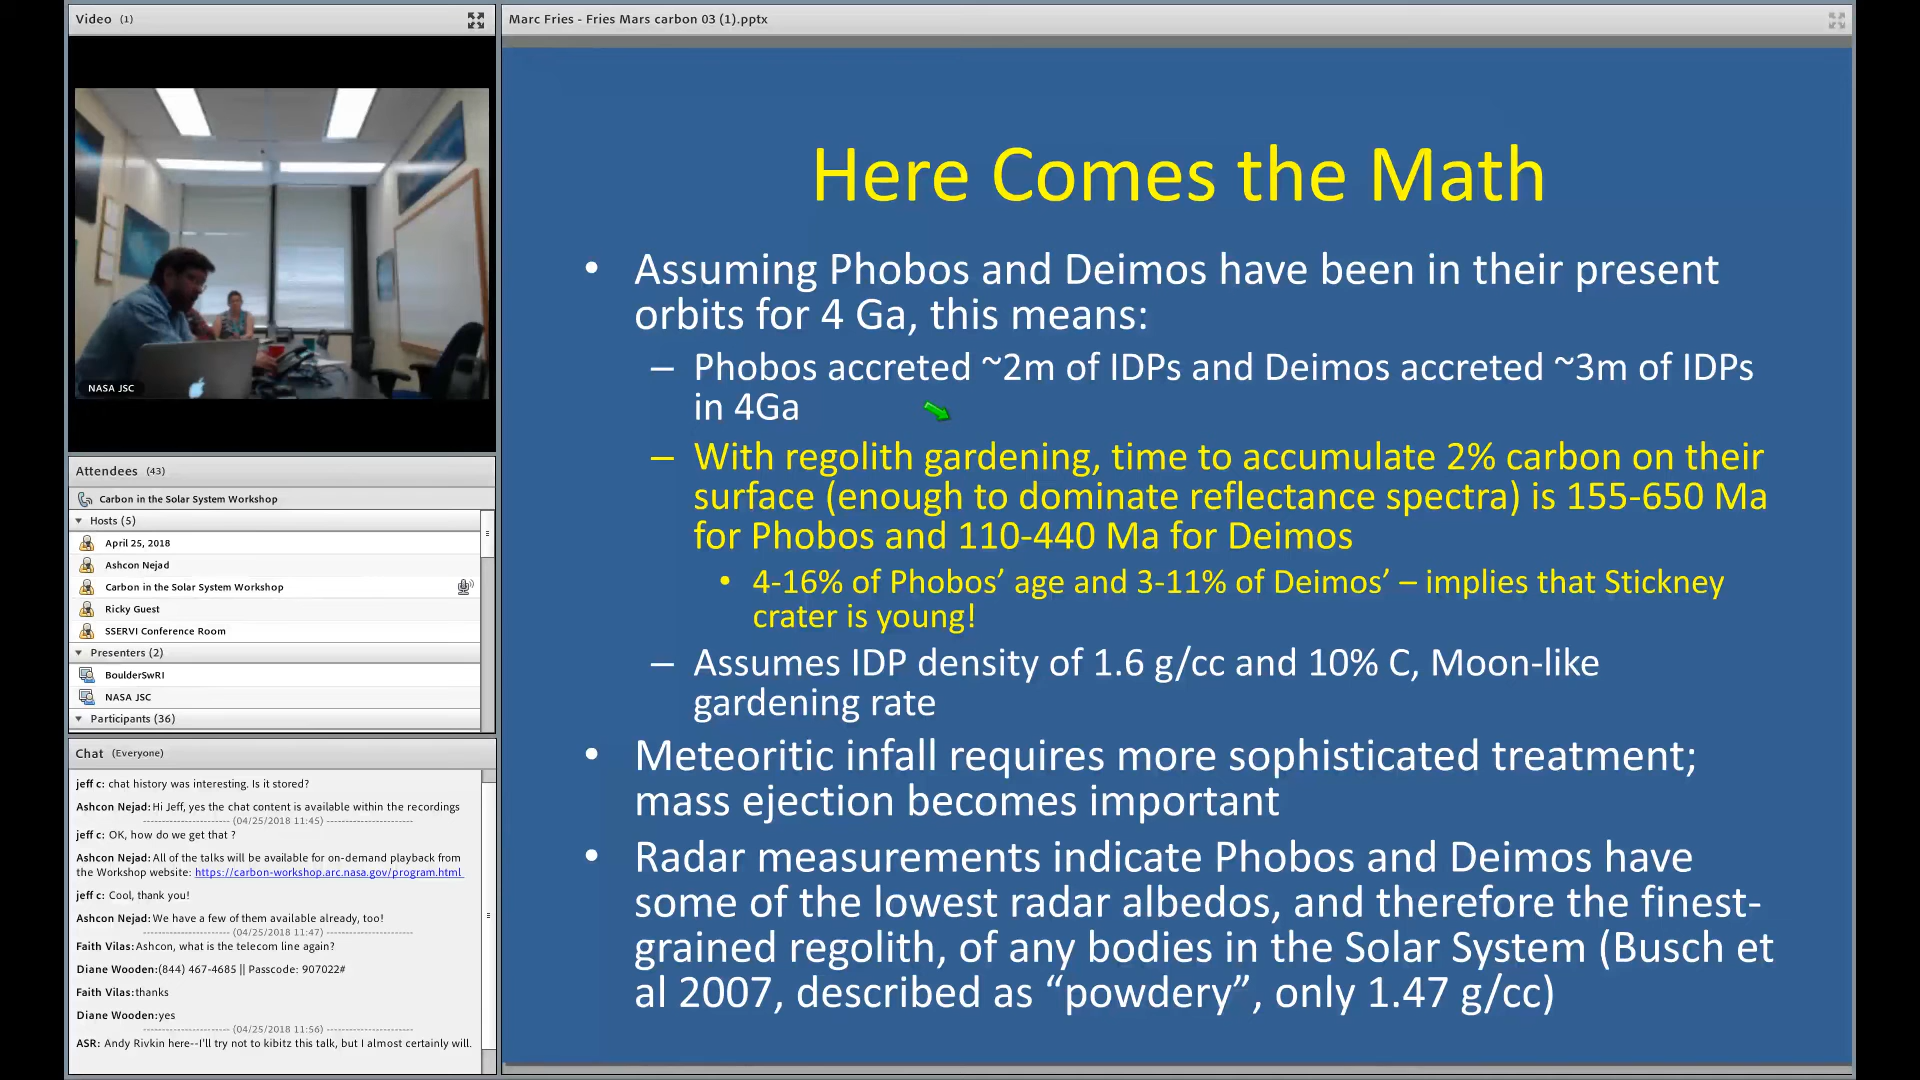 Video (1)
NASA JSC
Attendees (43)
Carbon in the Solar System Workshop
Hosts (5)
April 25, 2018
Ashcon Nejad
Carbon in the Solar System Workshop
Ricky Guest
SSERVI Conference Room
Presenters (2)
BoulderSwRI
NASA JSC
Participants (36)
Chat (Everyone)
jeff c: chat history was interesting. Is it stored?
Ashcon Nejad: Hi Jeff, yes the chat content is available within the recordings
------------------------ (04/25/2018 11:45) ------------------------
jeff c: OK, how do we get that ?
Ashcon Nejad: All of the talks will be available for on-demand playback from
the Workshop website: https://carbon-workshop.arc.nasa.gov/program.html
jeff c: Cool, thank you!
Ashcon Nejad: We have a few of them available already, too!
------------------------ (04/25/2018 11:47) ------------------------
Faith Vilas: Ashcon, what is the telecom line again?
Diane Wooden: (844) 467-4685 || Passcode: 907022#
Faith Vilas: thanks
Diane Wooden: yes
------------------------ (04/25/2018 11:56) ------------------------
ASR: Andy Rivkin here--I'll try not to kibitz this talk, but I almost certainly will.
Marc Fries - Fries Mars carbon 03 (1).pptx
Here Comes the Math
• Assuming Phobos and Deimos have been in their present
orbits for 4 Ga, this means:
– Phobos accreted ~2m of IDPs and Deimos accreted ~3m of IDPs
in 4Ga
– With regolith gardening, time to accumulate 2% carbon on their
surface (enough to dominate reflectance spectra) is 155-650 Ma
for Phobos and 110-440 Ma for Deimos
• 4-16% of Phobos’ age and 3-11% of Deimos’ – implies that Stickney
crater is young!
– Assumes IDP density of 1.6 g/cc and 10% C, Moon-like
gardening rate
• Meteoritic infall requires more sophisticated treatment;
mass ejection becomes important
• Radar measurements indicate Phobos and Deimos have
some of the lowest radar albedos, and therefore the finest-
grained regolith, of any bodies in the Solar System (Busch et
al 2007, described as “powdery”, only 1.47 g/cc)